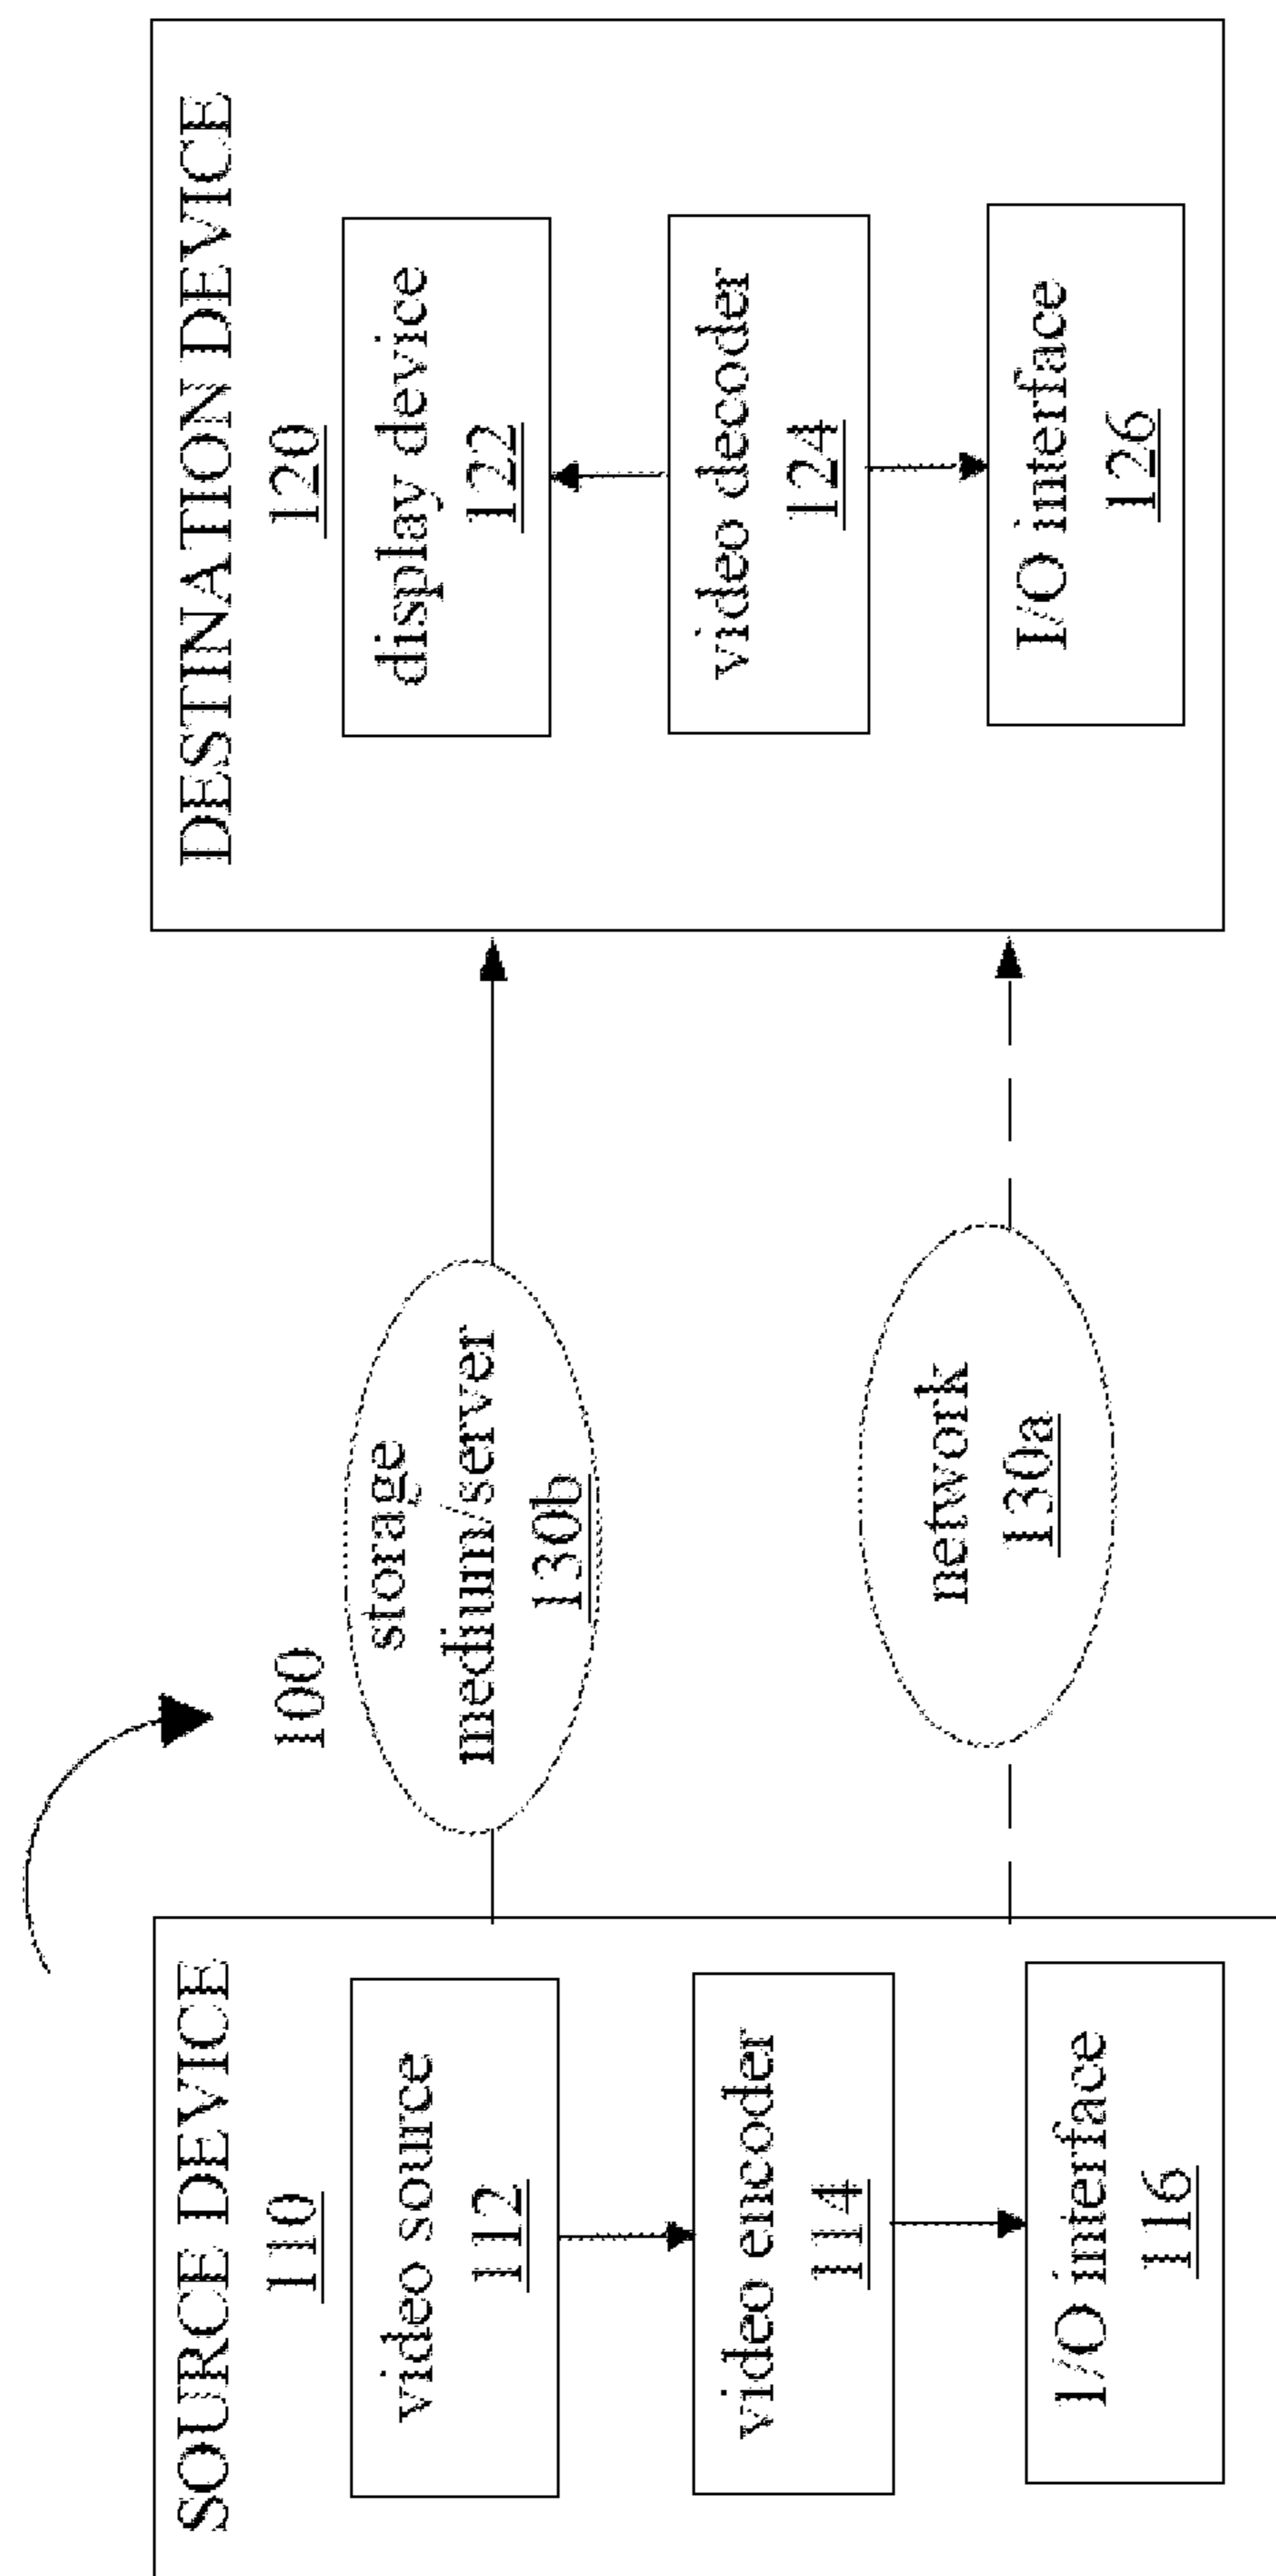 SOURCE DEVICE
110
video source
112
video encoder
114
I/O interface
116
100
storage
medium/server
130b
network
130a
DESTINATION DEVICE
120
display device
122
video decoder
124
I/O interface
126